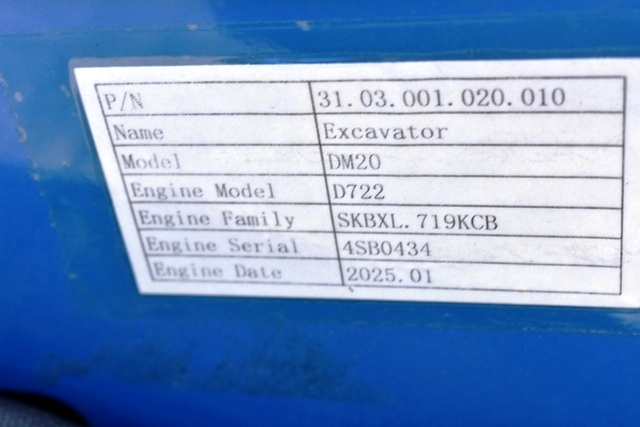 P/N 31.03.001.020.010
Name Excavator
Model DM20
Engine Model D722
Engine Family SKBXL.719KCB
Engine Serial 4SB0434
Engine Date 2025.01